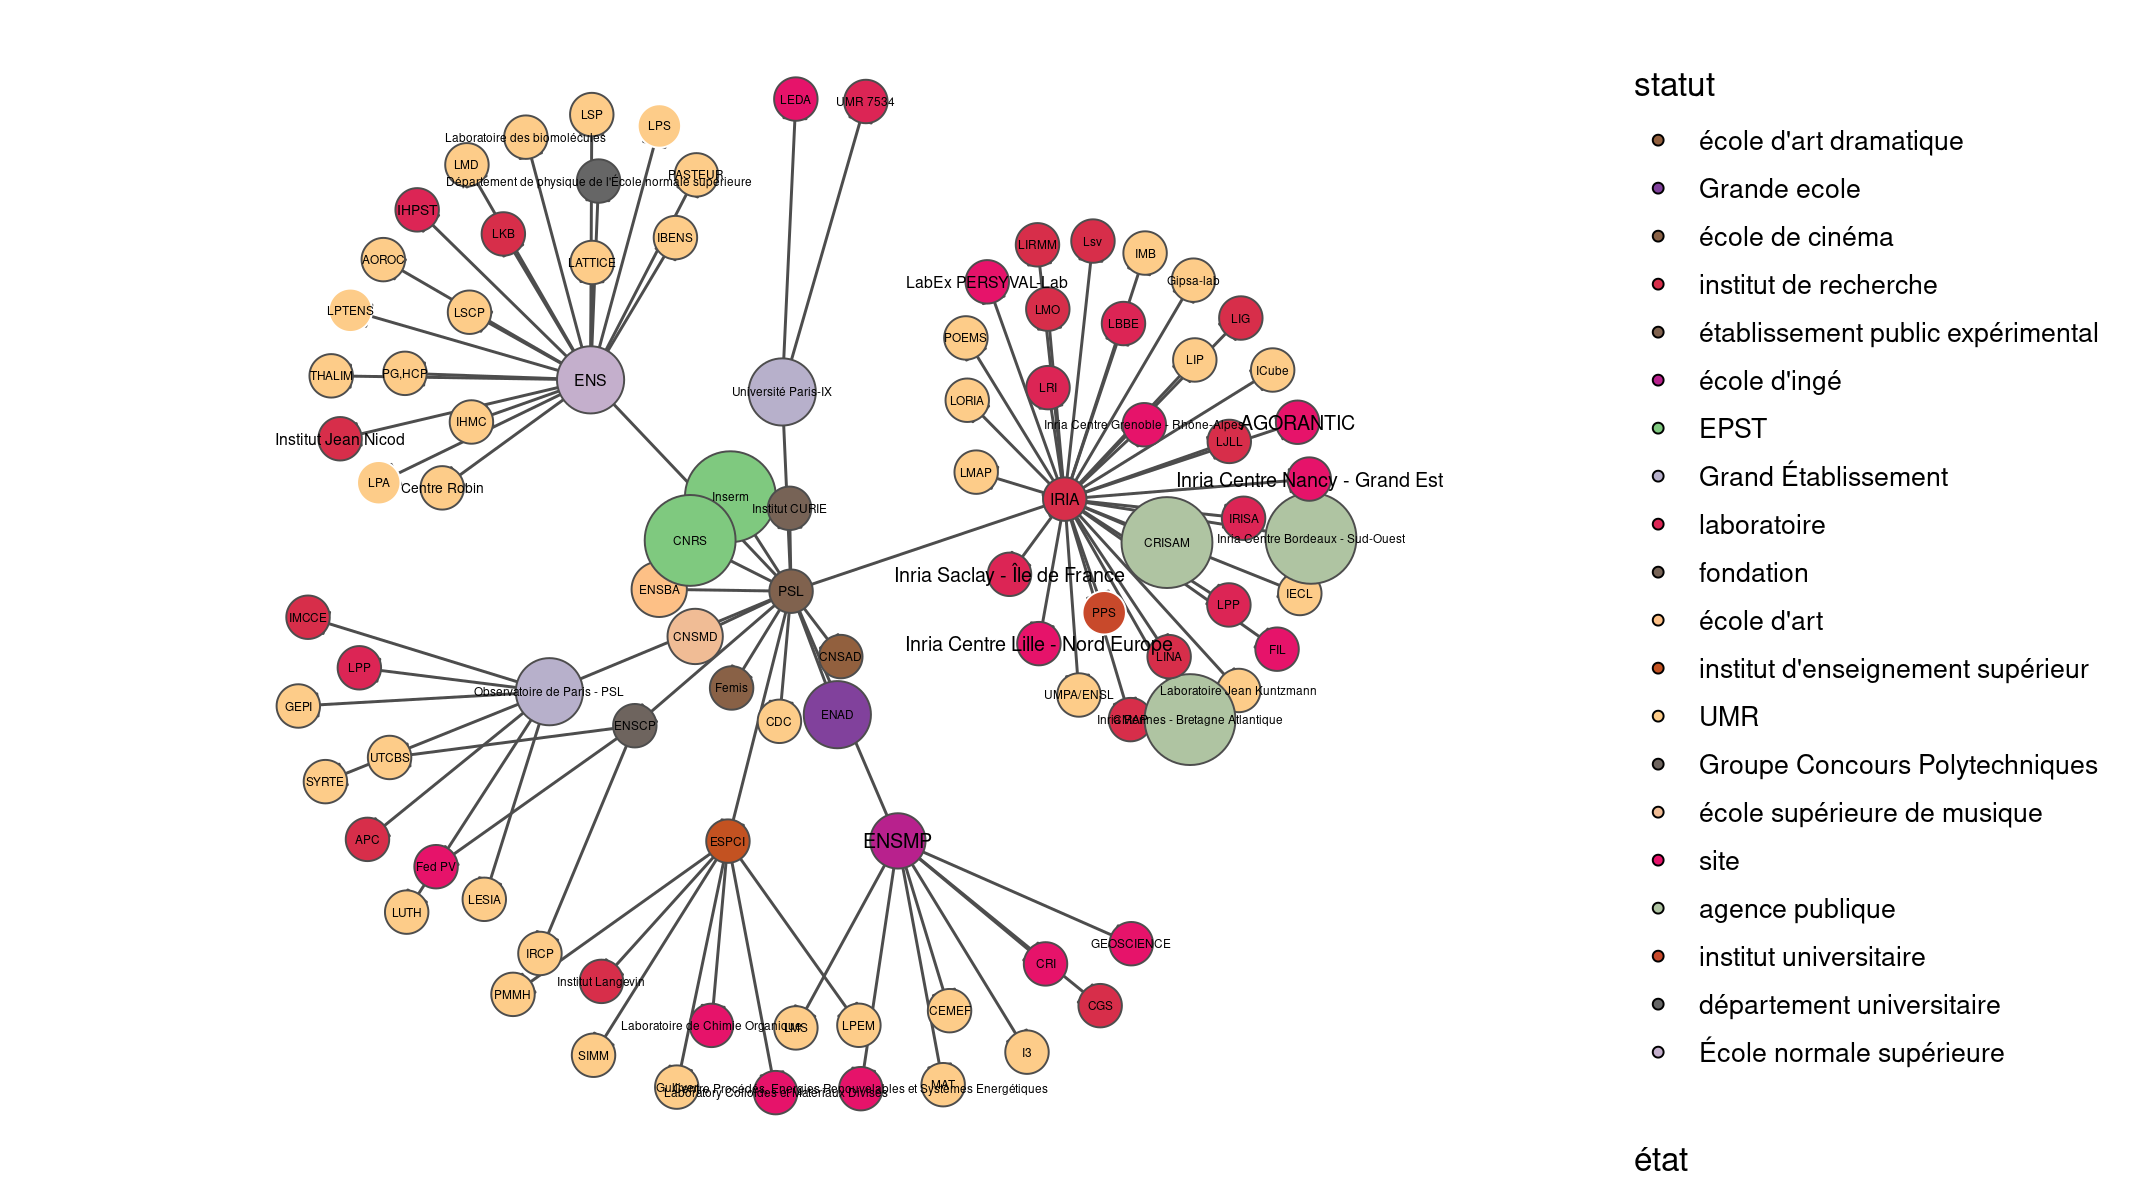 LEDA
UMR 7534
LSP
LPS
Laboratoire des biomolécules
LMD
PASTEUR
Département de physique de l'École normale supérieure
IHPST
LKB
IBENS
AOROC
LATTICE
LPTENS
LSCP
THALIM
PG,HCP
ENS
Université Paris-IX
IHMC
Institut Jean Nicod
LPA
Centre Robin
Inserm
Institut CURIE
CNRS
ENSBA
PSL
CNSMD
CNSAD
Femis
CDC
ENAD
IMCCE
LPP
GEPI
Observatoire de Paris - PSL
ENSCP
UTCBS
SYRTE
APC
Fed PV
LUTH
LESIA
ESPCI
ENSMP
IRCP
PMMH
Institut Langevin
Laboratoire de Chimie Organique
LMS
LPEM
CEMEF
SIMM
I3
Gulliver
Centre Procédés, Energies Renouvelables et Systèmes Energétiques
Laboratory Colloïdes et Matériaux Divisés
MAT
GEOSCIENCE
CRI
CGS
LIRMM
Lsv
IMB
LabEx PERSYVAL-Lab
Gipsa-lab
LMO
LBBE
LIG
POEMS
LIP
ICube
LRI
LORIA
Inria Centre Grenoble - Rhône-Alpes
AGORANTIC
LJLL
LMAP
Inria Centre Nancy - Grand Est
IRIA
IRISA
CRISAM
Inria Centre Bordeaux - Sud-Ouest
Inria Saclay - Île de France
IECL
PPS
LPP
Inria Centre Lille - Nord Europe
LINA
FIL
UMPA/ENSL
Laboratoire Jean Kuntzmann
Inria Rennes - Bretagne Atlantique
statut
école d'art dramatique
Grande ecole
école de cinéma
institut de recherche
établissement public expérimental
école d'ingé
EPST
Grand Établissement
laboratoire
fondation
école d'art
institut d'enseignement supérieur
UMR
Groupe Concours Polytechniques
école supérieure de musique
site
agence publique
institut universitaire
département universitaire
École normale supérieure
état